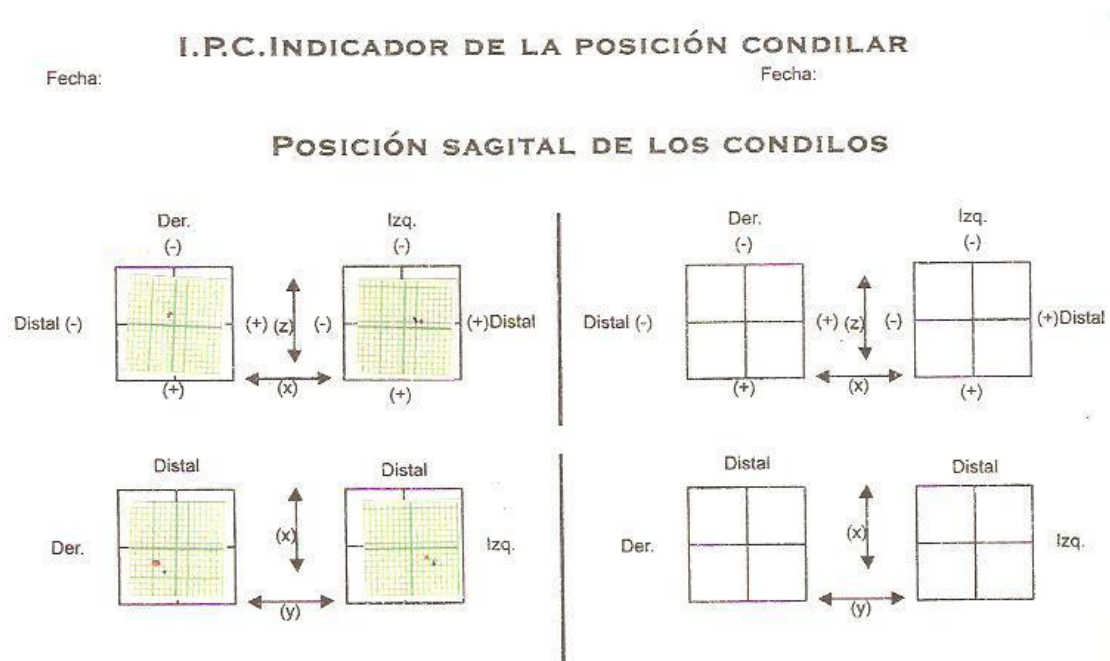 I.P.C.INDICADOR DE LA POSICIÓN CONDILAR
Fecha: Fecha:
POSICIÓN SAGITAL DE LOS CONDILOS
Der. Izq. Der. Izq.
(-) (-) (-) (-)
Distal (-) (+) (z) (-) (+)Distal Distal (-) (+) (z) (-) (+)Distal
(+) (x) (+) (+) (x) (+)
Distal Distal Distal Distal
Der. (x) Izq. Der. (x) Izq.
(y) (y)